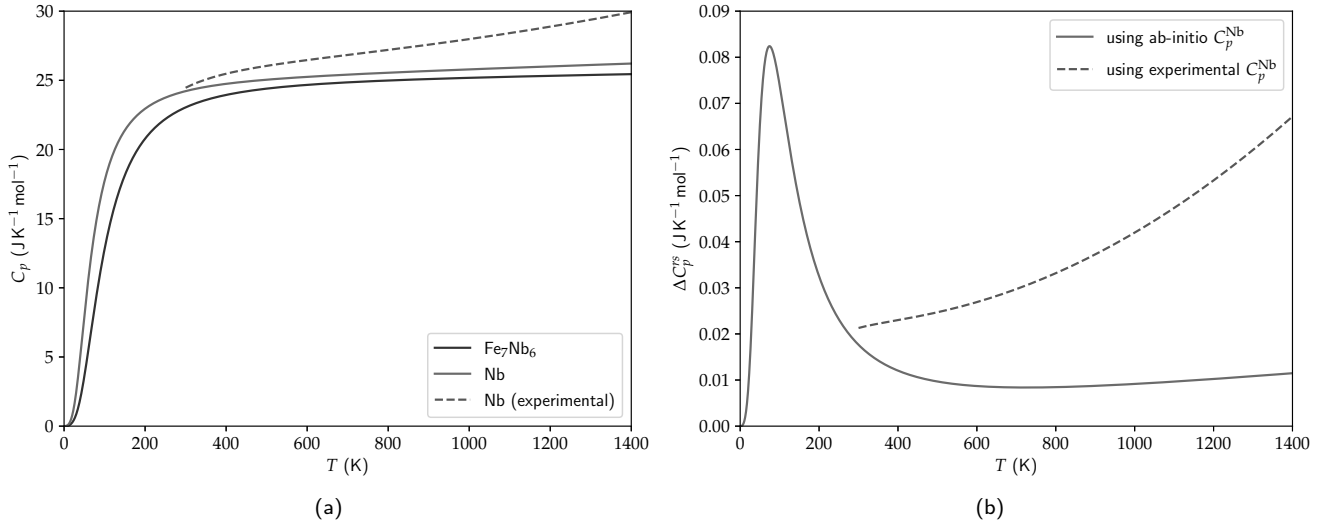 30
25
20
15
10
5
0
0 200 400 600 800 1000 1200 1400
C_p (J K⁻¹ mol⁻¹)
T (K)
Fe₇Nb₆
Nb
Nb (experimental)
(a)
0.09
0.08
0.07
0.06
0.05
0.04
0.03
0.02
0.01
0.00
0 200 400 600 800 1000 1200 1400
ΔC_p^{rs} (J K⁻¹ mol⁻¹)
T (K)
using ab-initio C_p^{Nb}
using experimental C_p^{Nb}
(b)